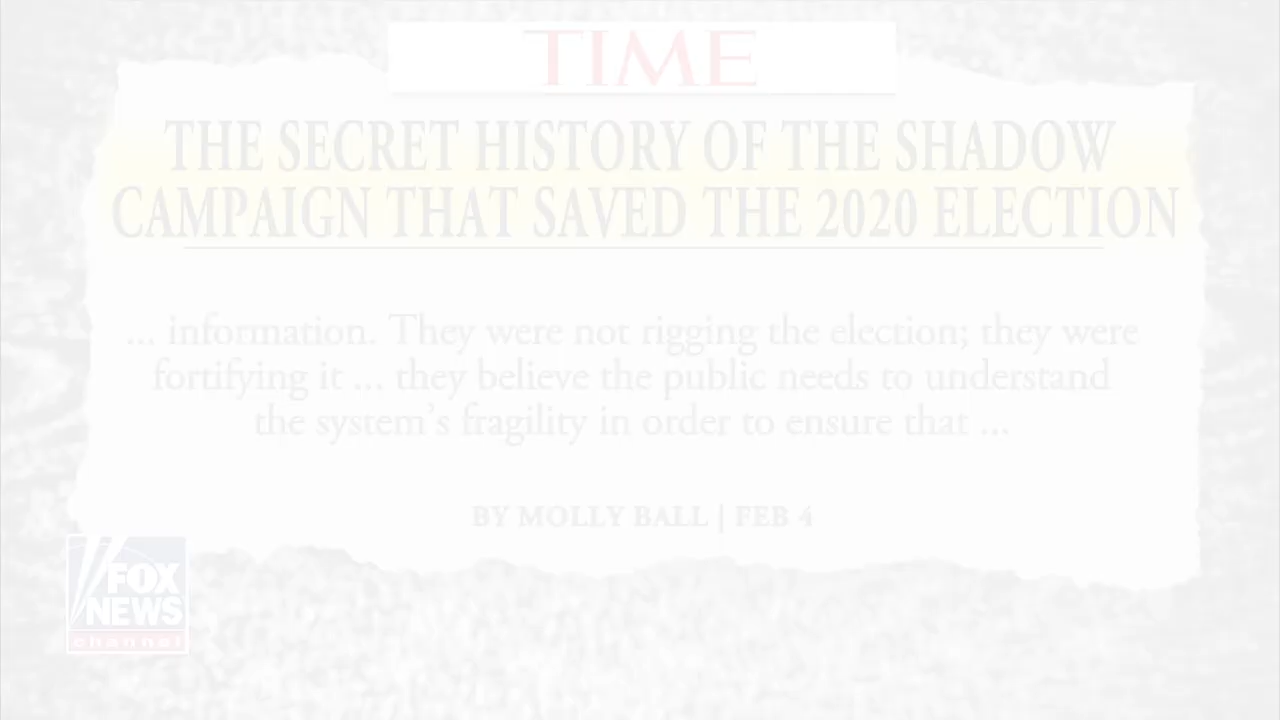 TIME
THE SECRET HISTORY OF THE SHADOW
CAMPAIGN THAT SAVED THE 2020 ELECTION
... information. They were not rigging the election; they were
fortifying it ... they believe the public needs to understand
the system's fragility in order to ensure that ...
BY MOLLY BALL | FEB 4
FOX
NEWS
channel